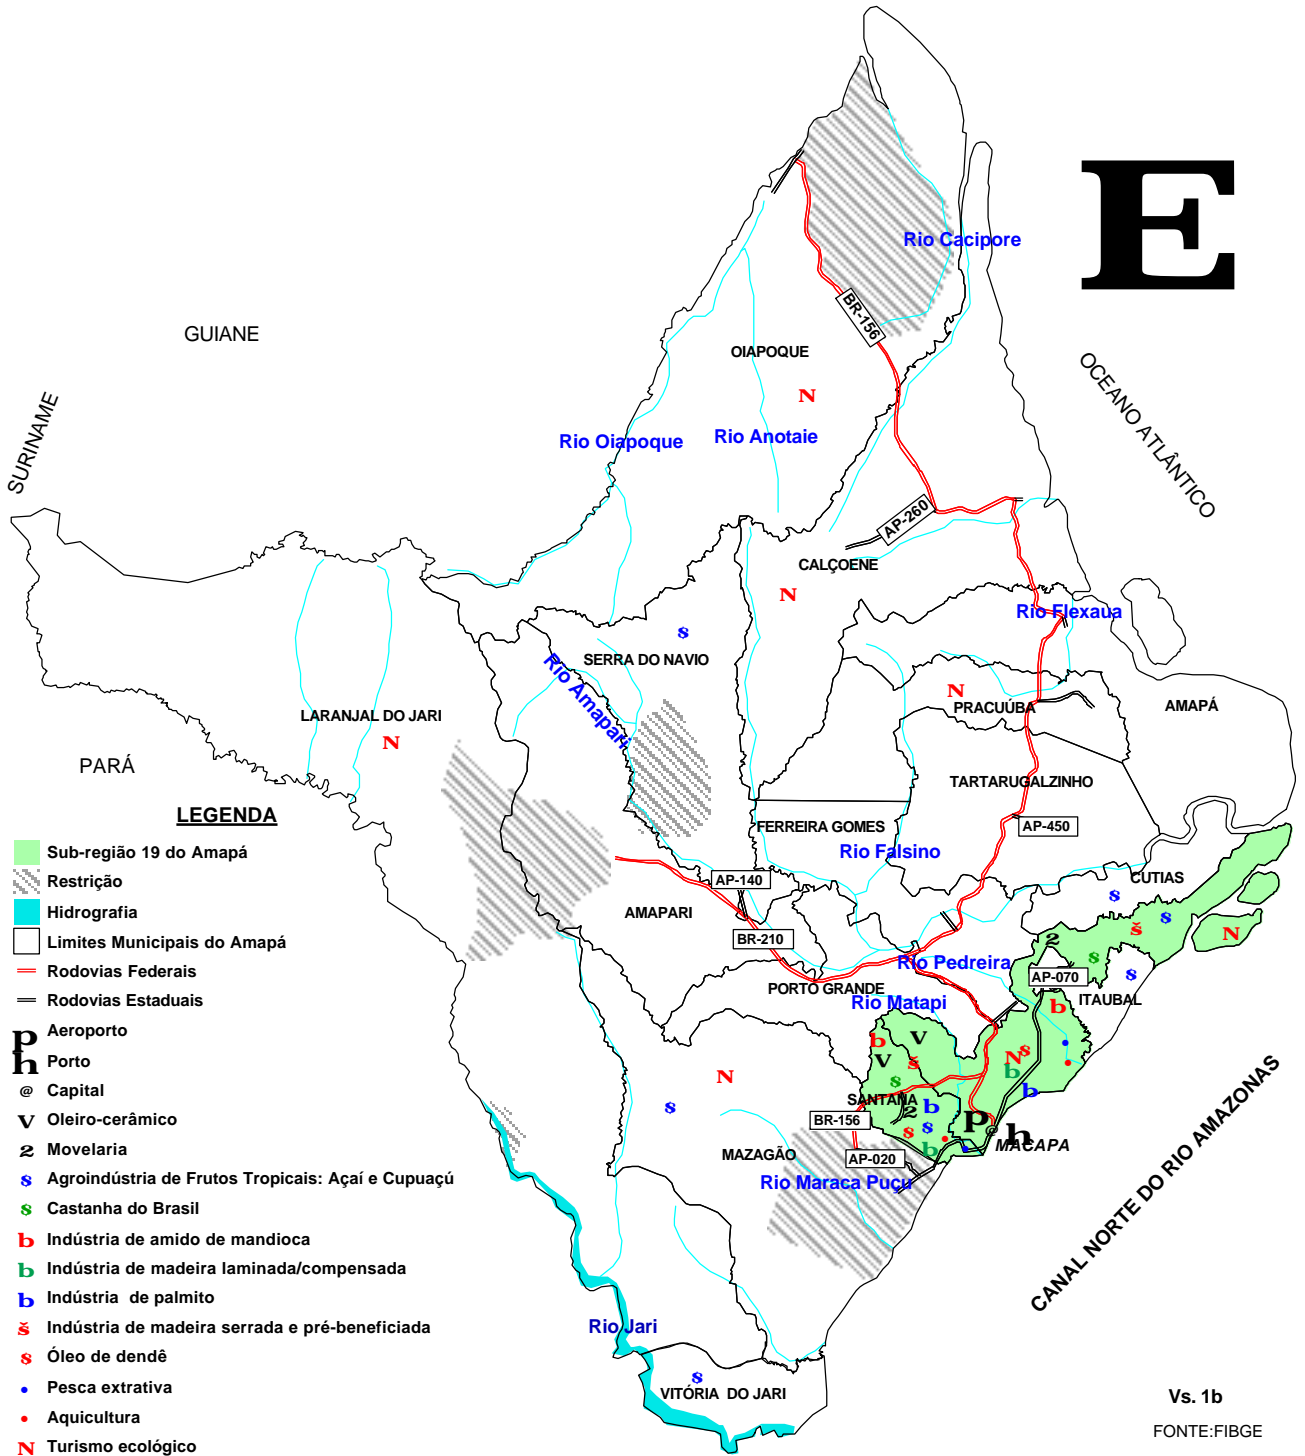 E
Rio Cacipore
BR-156
GUIANE
OIAPOQUE
OCEANO ATLÂNTICO
N
SURINAME
Rio Oiapoque
Rio Anotaie
AP-260
CALÇOENE
N
Rio Flexaua
SERRA DO NAVIO
Rio Amapari
N
PRACUÚBA
AMAPÁ
LARANJAL DO JARI
N
PARÁ
TARTARUGALZINHO
FERREIRA GOMES
AP-450
Rio Falsino
AP-140
CUTIAS
AMAPARI
BR-210
N
Rio Pedreira
AP-070
PORTO GRANDE
ITAUBAL
Rio Matapi
N
N
SANTANA
BR-156
MACAPA
MAZAGÃO
AP-020
Rio Maraca Puçu
CANAL NORTE DO RIO AMAZONAS
Rio Jari
VITÓRIA DO JARI
LEGENDA
Sub-região 19 do Amapá
Restrição
Hidrografia
Limites Municipais do Amapá
Rodovias Federais
Rodovias Estaduais
p Aeroporto
h Porto
@ Capital
V Oleiro-cerâmico
2 Movelaria
§ Agroindústria de Frutos Tropicais: Açaí e Cupuaçú
§ Castanha do Brasil
b Indústria de amido de mandioca
b Indústria de madeira laminada/compensada
b Indústria de palmito
š Indústria de madeira serrada e pré-beneficiada
§ Óleo de dendê
• Pesca extrativa
• Aquicultura
N Turismo ecológico
Vs. 1b
FONTE:FIBGE